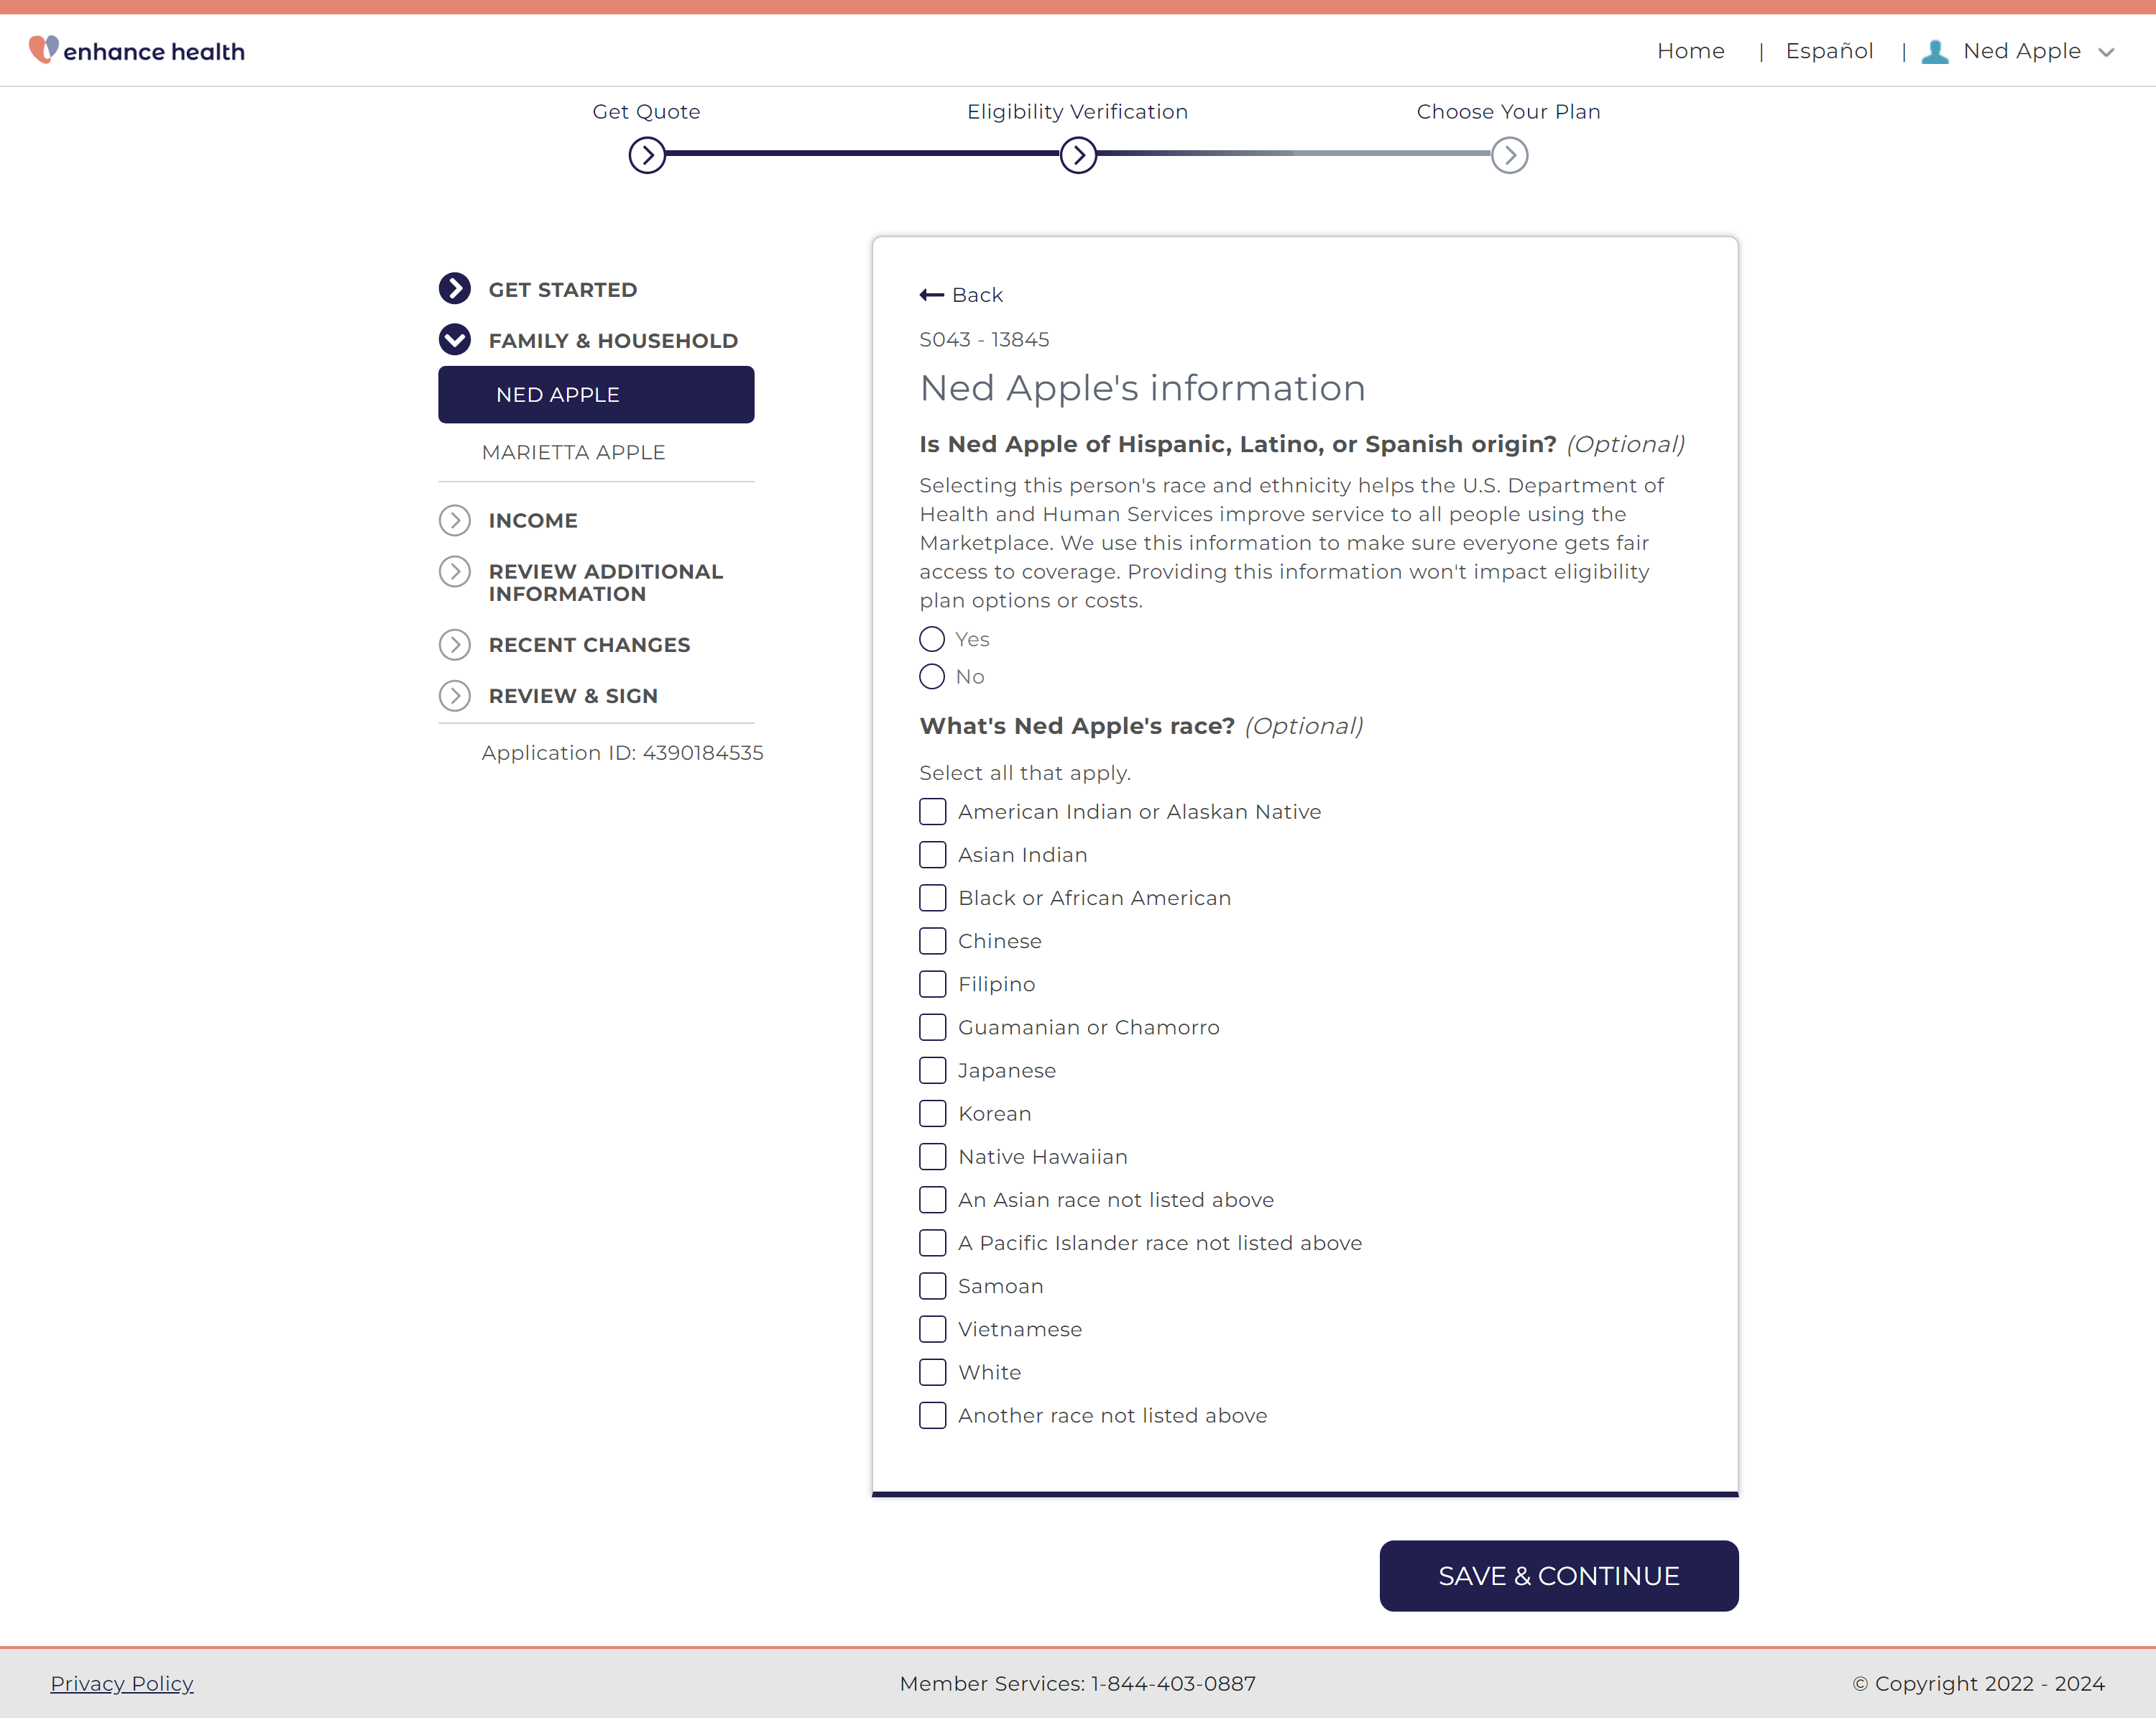 enhance health
Home | Español | Ned Apple
Get Quote
Eligibility Verification
Choose Your Plan
GET STARTED
FAMILY & HOUSEHOLD
NED APPLE
MARIETTA APPLE
INCOME
REVIEW ADDITIONAL
INFORMATION
RECENT CHANGES
REVIEW & SIGN
Application ID: 4390184535
Back
S043 - 13845
Ned Apple's information
Is Ned Apple of Hispanic, Latino, or Spanish origin? (Optional)
Selecting this person's race and ethnicity helps the U.S. Department of
Health and Human Services improve service to all people using the
Marketplace. We use this information to make sure everyone gets fair
access to coverage. Providing this information won't impact eligibility
plan options or costs.
Yes
No
What's Ned Apple's race? (Optional)
Select all that apply.
American Indian or Alaskan Native
Asian Indian
Black or African American
Chinese
Filipino
Guamanian or Chamorro
Japanese
Korean
Native Hawaiian
An Asian race not listed above
A Pacific Islander race not listed above
Samoan
Vietnamese
White
Another race not listed above
SAVE & CONTINUE
Privacy Policy
Member Services: 1-844-403-0887
© Copyright 2022 - 2024